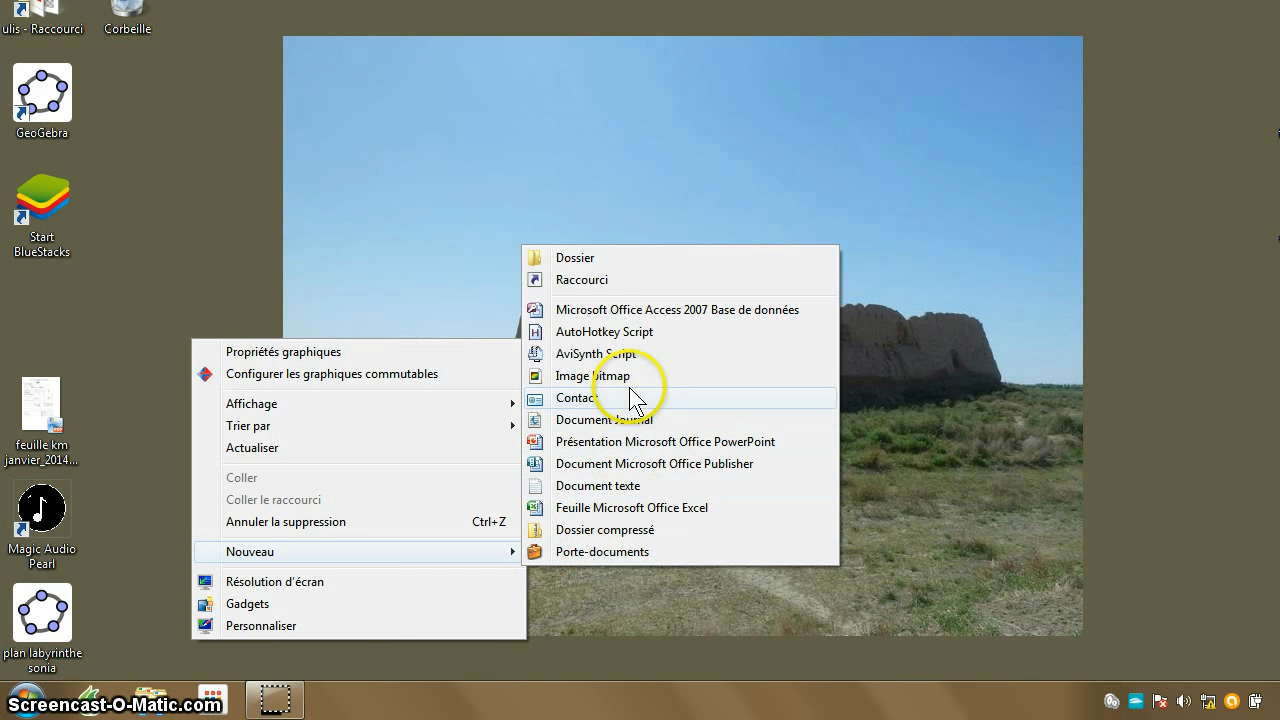 ulis - Raccourci
Corbeille
GeoGebra
Start
BlueStacks
feuille km
janvier_2014...
Magic Audio
Pearl
plan labyrinthe
sonia
Propriétés graphiques
Configurer les graphiques commutables
Affichage
Trier par
Actualiser
Coller
Coller le raccourci
Annuler la suppression Ctrl+Z
Nouveau
Résolution d'écran
Gadgets
Personnaliser
Dossier
Raccourci
Microsoft Office Access 2007 Base de données
AutoHotkey Script
AviSynth Script
Image bitmap
Contact
Document Journal
Présentation Microsoft Office PowerPoint
Document Microsoft Office Publisher
Document texte
Feuille Microsoft Office Excel
Dossier compressé
Porte-documents
Screencast-O-Matic.com